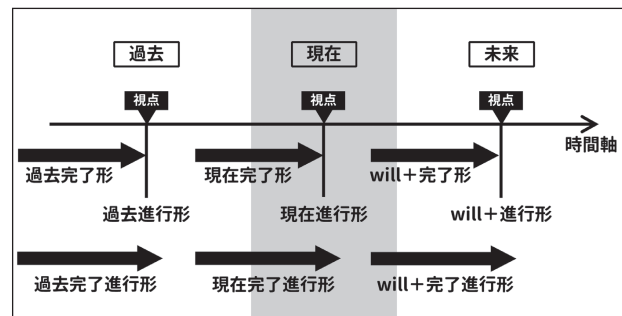 過去 現在 未来
視点 視点 視点
時間軸
過去完了形 現在完了形 will＋完了形
過去進行形 現在進行形 will＋進行形
過去完了進行形 現在完了進行形 will＋完了進行形